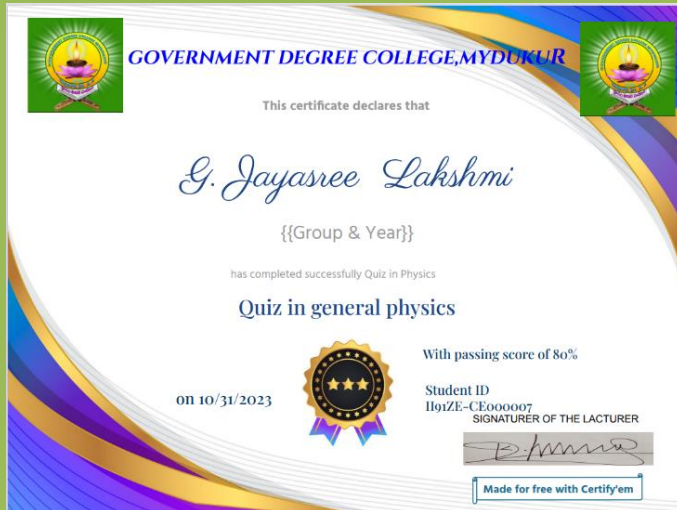 GOVERNMENT DEGREE COLLEGE,MYDUKUR
This certificate declares that
G. Jayasree Lakshmi
{{Group & Year}}
has completed successfully Quiz in Physics
Quiz in general physics
With passing score of 80%
on 10/31/2023
Student ID
II91ZE-CE000007
SIGNATURER OF THE LACTURER
Made for free with Certify'em